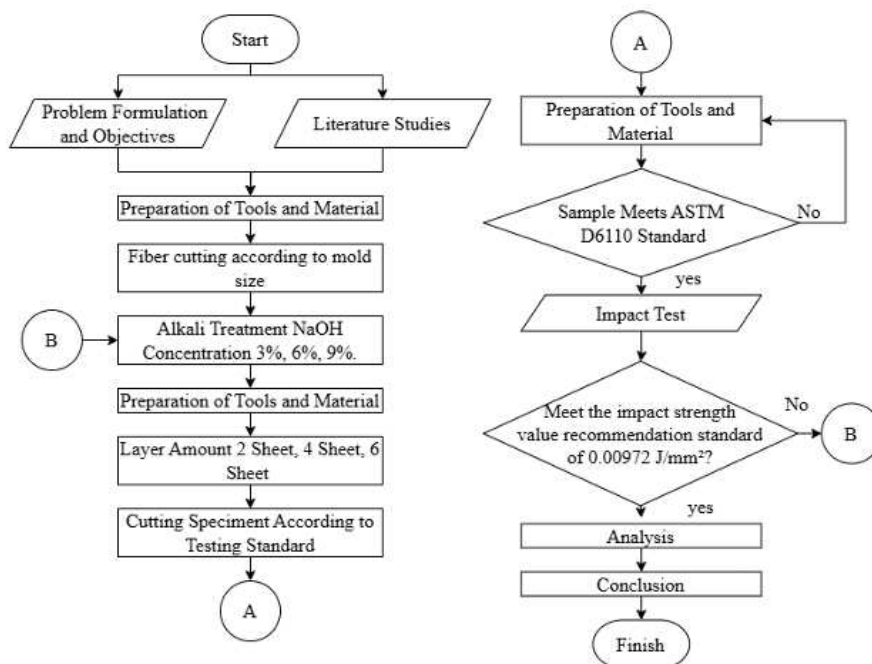 Start
Problem Formulation
and Objectives
Literature Studies
Preparation of Tools and Material
Fiber cutting according to mold
size
B
Alkali Treatment NaOH
Concentration 3%, 6%, 9%.
Preparation of Tools and Material
Layer Amount 2 Sheet, 4 Sheet, 6
Sheet
Cutting Speciment According to
Testing Standard
A
A
Preparation of Tools and
Material
Sample Meets ASTM
D6110 Standard
No
yes
Impact Test
Meet the impact strength
value recommendation standard
of 0.00972 J/mm²?
No
B
yes
Analysis
Conclusion
Finish